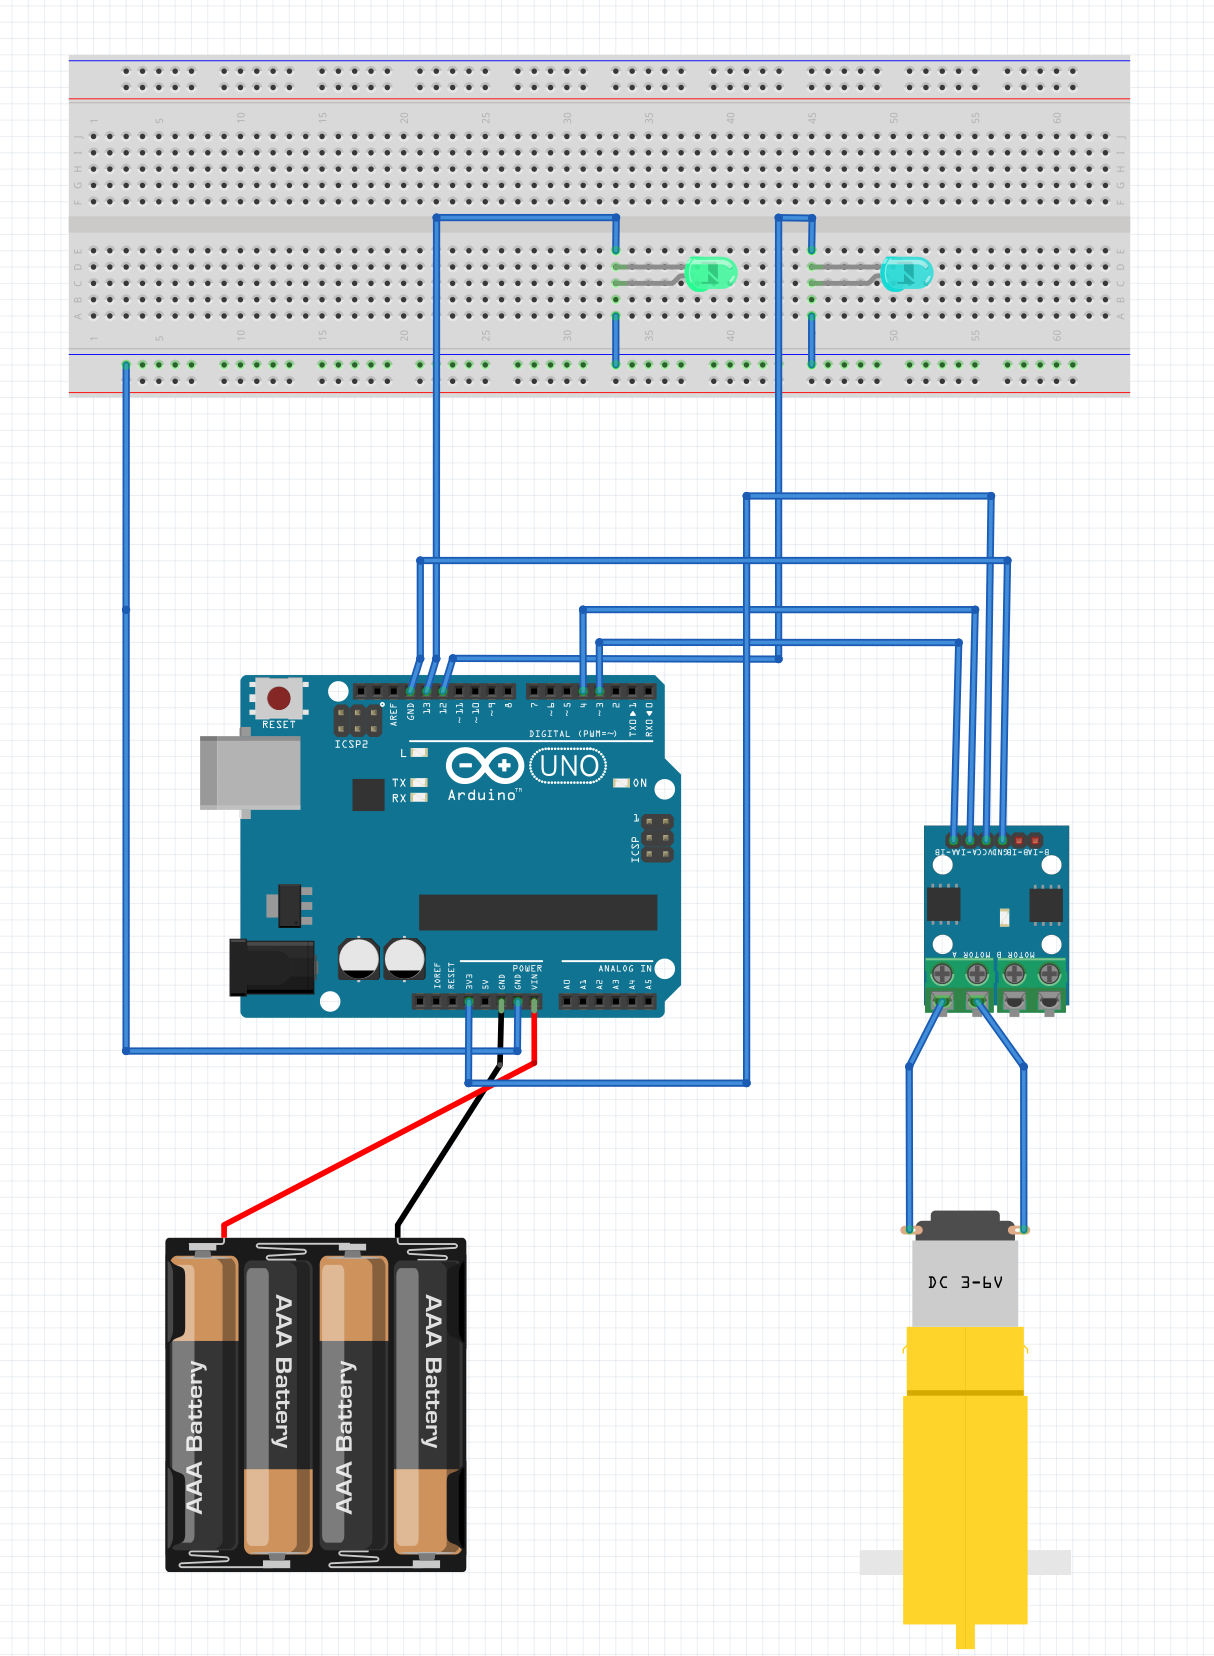 1 5 10 15 20 25 30 35 40 45 50 55 60
J J
I I
H H
G G
F F
E E
D D
C C
B B
A A
1 5 10 15 20 25 30 35 40 45 50 55 60
RESET
ICSP2
AREF
GND
13
12
~11
~10
~9
8
7
~6
~5
4
~3
2
TXO▶1
RXD◀0
DIGITAL (PWM=~)
L
TX
RX
UNO
Arduino™
ON
1
ICSP
IOREF
RESET
3V3
5V
GND
GND
VIN
POWER
ANALOG IN
A0
A1
A2
A3
A4
A5
B-IA
B-IB
GND
VCC
A-IA
A-IB
MOTOR A
MOTOR B
DC 3-6V
AAA Battery
AAA Battery
AAA Battery
AAA Battery